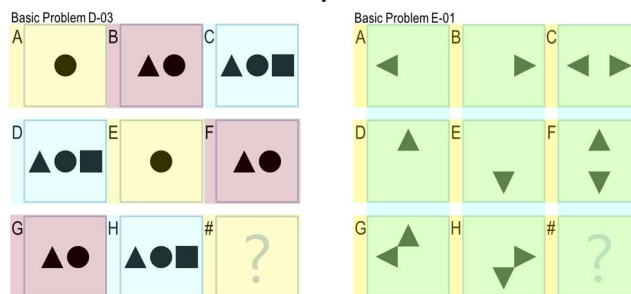 Basic Problem D-03
A B C
D E F
G H #
?
Basic Problem E-01
A B C
D E F
G H #
?